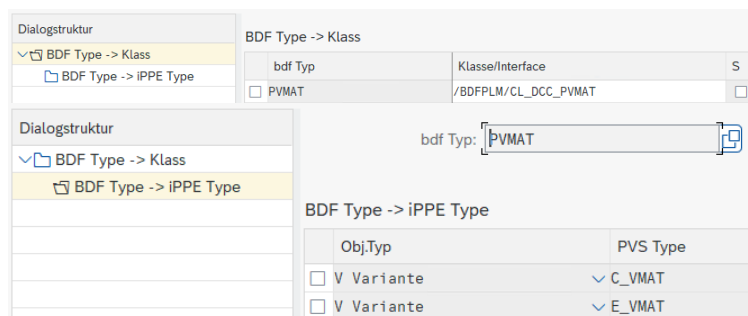 Dialogstruktur
BDF Type -> Klass
BDF Type -> iPPE Type
BDF Type -> Klass
bdf Typ Klasse/Interface S
PVMAT /BDFPLM/CL_DCC_PVMAT
Dialogstruktur
BDF Type -> Klass
BDF Type -> iPPE Type
bdf Typ: PVMAT
BDF Type -> iPPE Type
Obj.Typ PVS Type
V Variante C_VMAT
V Variante E_VMAT